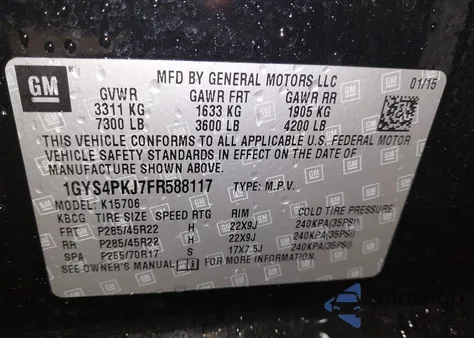 GM
MFD BY GENERAL MOTORS LLC 01/15
GVWR GAWR FRT GAWR RR
3311 KG 1633 KG 1905 KG
7300 LB 3600 LB 4200 LB
THIS VEHICLE CONFORMS TO ALL APPLICABLE U.S. FEDERAL MOTOR
VEHICLE SAFETY STANDARDS IN EFFECT ON THE DATE OF
MANUFACTURE SHOWN ABOVE.
1GYS4PKJ7FR588117 TYPE: M.P.V.
MODEL: K15706
KBCG TIRE SIZE SPEED RTG RIM COLD TIRE PRESSURE
FRT P285/45R22 H 22X9J 240KPA(35PSI)
RR P285/45R22 H 22X9J 240KPA(35PSI)
SPA P265/70R17 S 17X7.5J 240KPA(35PSI)
SEE OWNER'S MANUAL